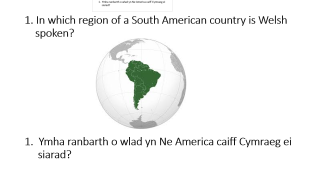 1. In which region of a South American country is Welsh
spoken?
1. Ymha ranbarth o wlad yn Ne America caiff Cymraeg ei
siarad?